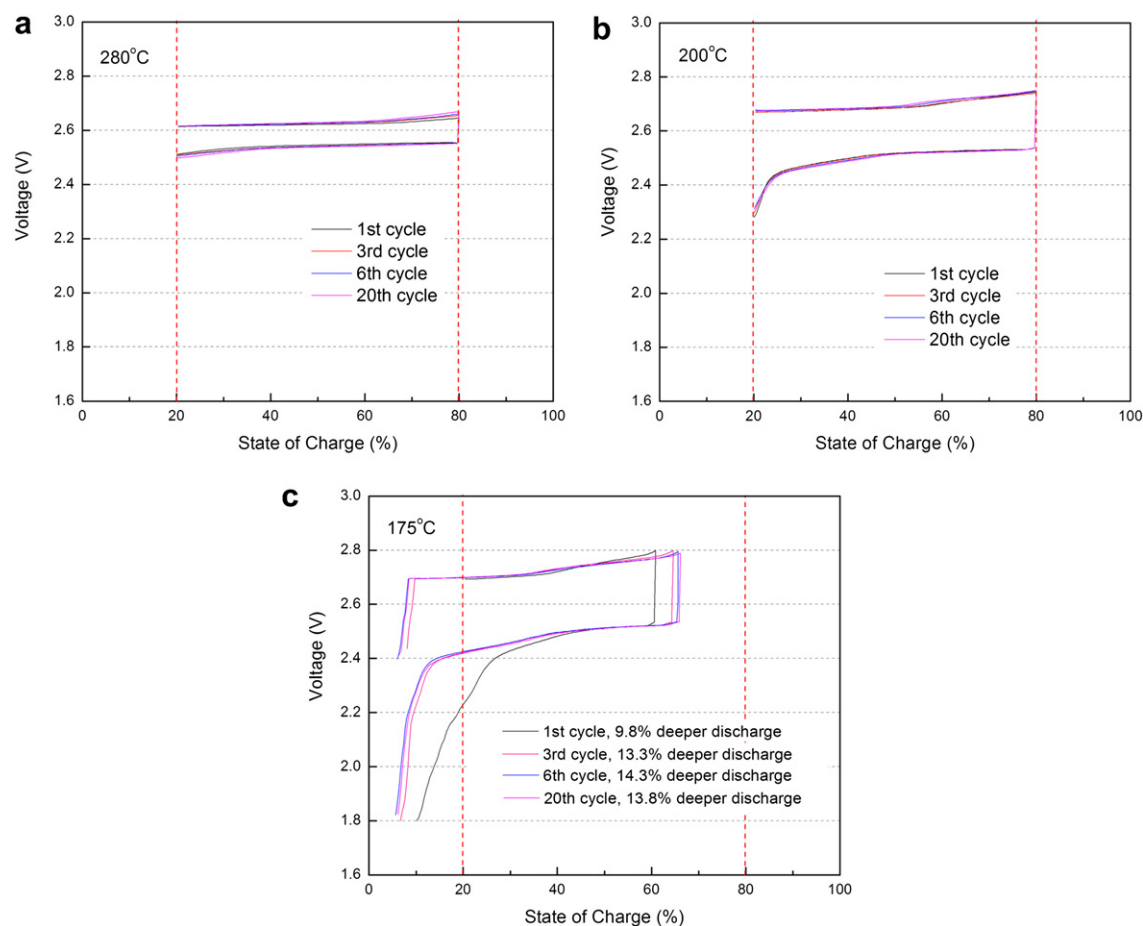 a
280°C
3.0
2.8
2.6
2.4
2.2
2.0
1.8
1.6
Voltage (V)
1st cycle
3rd cycle
6th cycle
20th cycle
0
20
40
60
80
100
State of Charge (%)
b
200°C
3.0
2.8
2.6
2.4
2.2
2.0
1.8
1.6
Voltage (V)
1st cycle
3rd cycle
6th cycle
20th cycle
0
20
40
60
80
100
State of Charge (%)
c
175°C
3.0
2.8
2.6
2.4
2.2
2.0
1.8
1.6
Voltage (V)
1st cycle, 9.8% deeper discharge
3rd cycle, 13.3% deeper discharge
6th cycle, 14.3% deeper discharge
20th cycle, 13.8% deeper discharge
0
20
40
60
80
100
State of Charge (%)